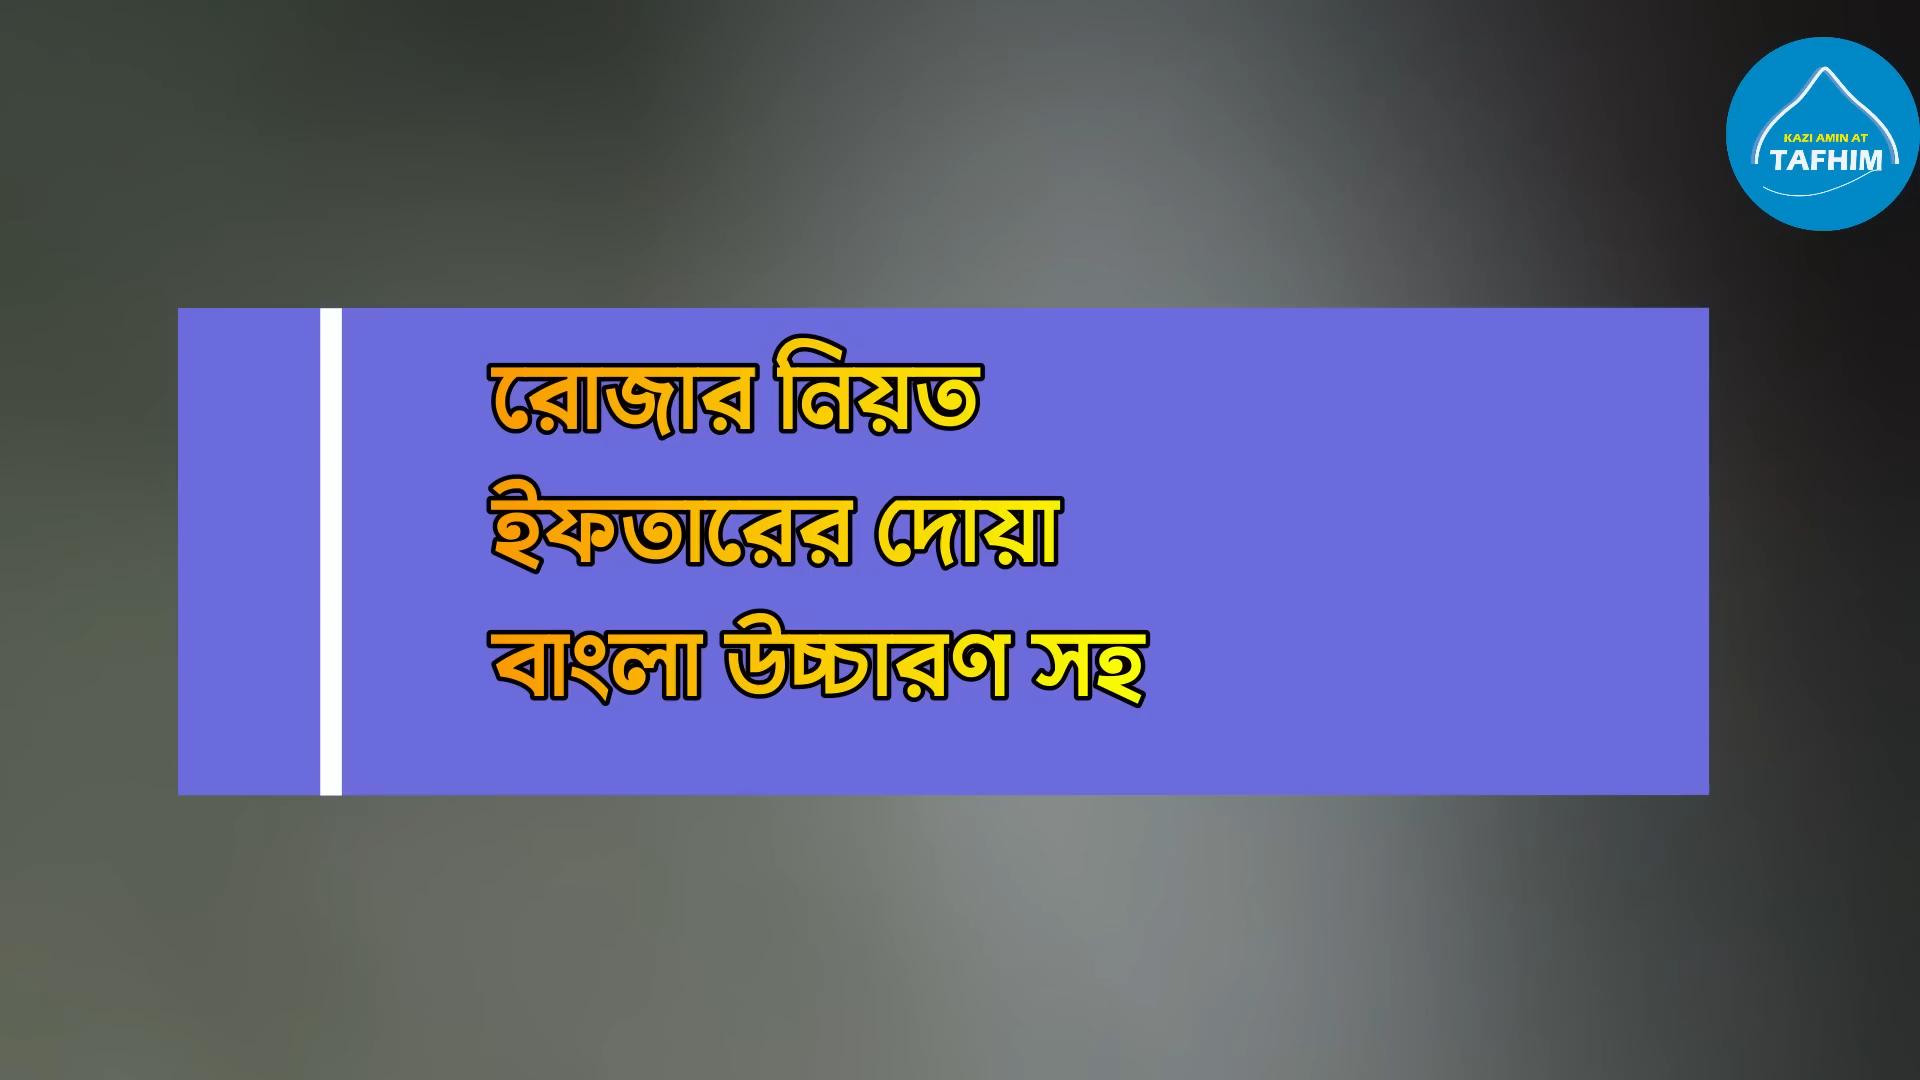 রোজার নিয়ত
ইফতারের দোয়া
বাংলা উচ্চারণ সহ
KAZI AMIN AT
TAFHIM